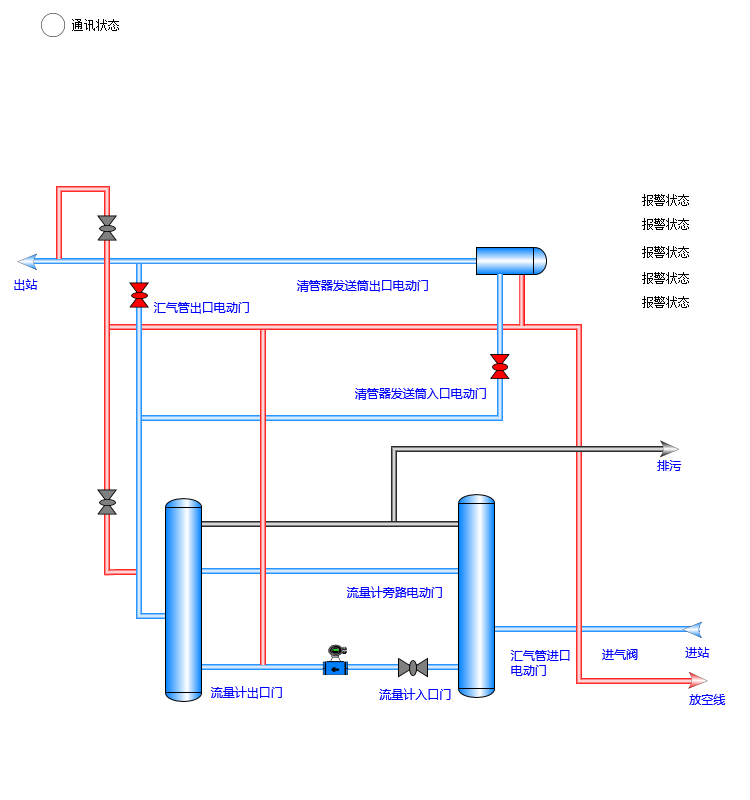 通讯状态
报警状态
报警状态
报警状态
报警状态
报警状态
出站
清管器发送筒出口电动门
汇气管出口电动门
清管器发送筒入口电动门
排污
流量计旁路电动门
汇气管进口
电动门
进气阀
进站
流量计出口门
流量计入口门
放空线